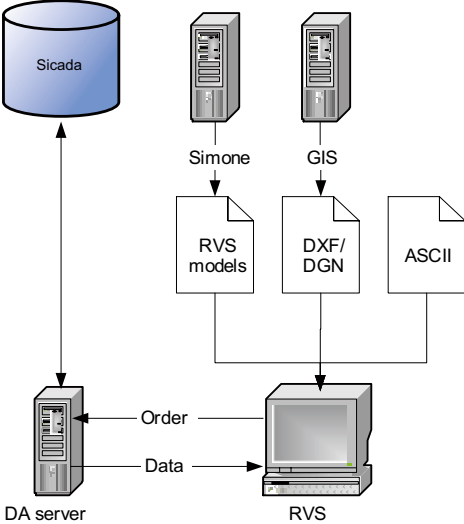 Sicada
Simone
GIS
RVS
models
DXF/
DGN
ASCII
Order
Data
DA server
RVS